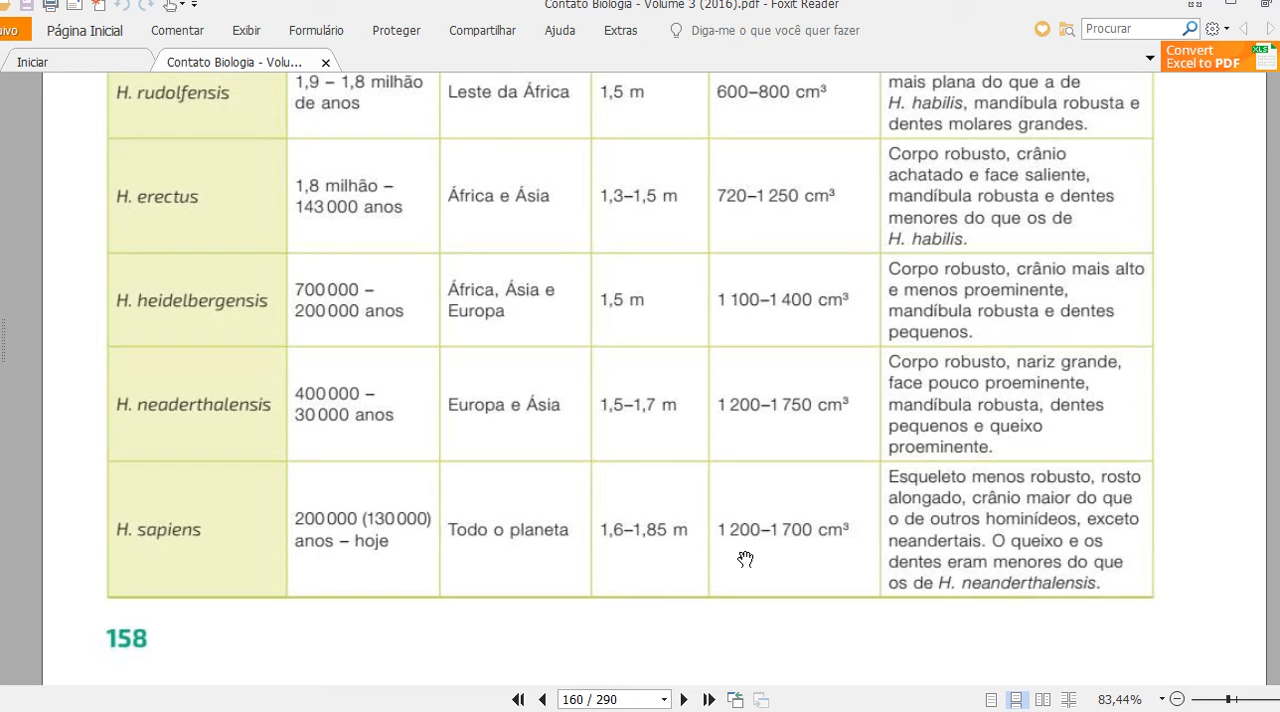 Contato Biologia - Volume 3 (2016).pdf - Foxit Reader
ivo
Página Inicial
Comentar
Exibir
Formulário
Proteger
Compartilhar
Ajuda
Extras
Diga-me o que você quer fazer
Procurar
Iniciar
Contato Biologia - Volu...
Convert
Excel to PDF
XLS
H. rudolfensis
1,9 – 1,8 milhão
de anos
Leste da África
1,5 m
600–800 cm³
mais plana do que a de
H. habilis, mandíbula robusta e
dentes molares grandes.
H. erectus
1,8 milhão –
143 000 anos
África e Ásia
1,3–1,5 m
720–1 250 cm³
Corpo robusto, crânio
achatado e face saliente,
mandíbula robusta e dentes
menores do que os de
H. habilis.
H. heidelbergensis
700 000 –
200 000 anos
África, Ásia e
Europa
1,5 m
1 100–1 400 cm³
Corpo robusto, crânio mais alto
e menos proeminente,
mandíbula robusta e dentes
pequenos.
H. neaderthalensis
400 000 –
30 000 anos
Europa e Ásia
1,5–1,7 m
1 200–1 750 cm³
Corpo robusto, nariz grande,
face pouco proeminente,
mandíbula robusta, dentes
pequenos e queixo
proeminente.
H. sapiens
200 000 (130 000)
anos – hoje
Todo o planeta
1,6–1,85 m
1 200–1 700 cm³
Esqueleto menos robusto, rosto
alongado, crânio maior do que
o de outros hominídeos, exceto
neandertais. O queixo e os
dentes eram menores do que
os de H. neanderthalensis.
158
160 / 290
83,44%